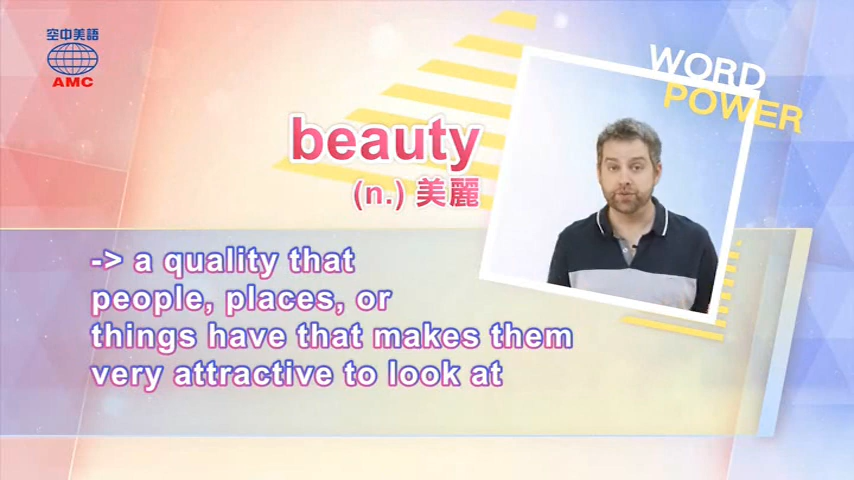 空中美語
AMC
WORD
POWER
beauty
(n.) 美麗
-> a quality that
people, places, or
things have that makes them
very attractive to look at